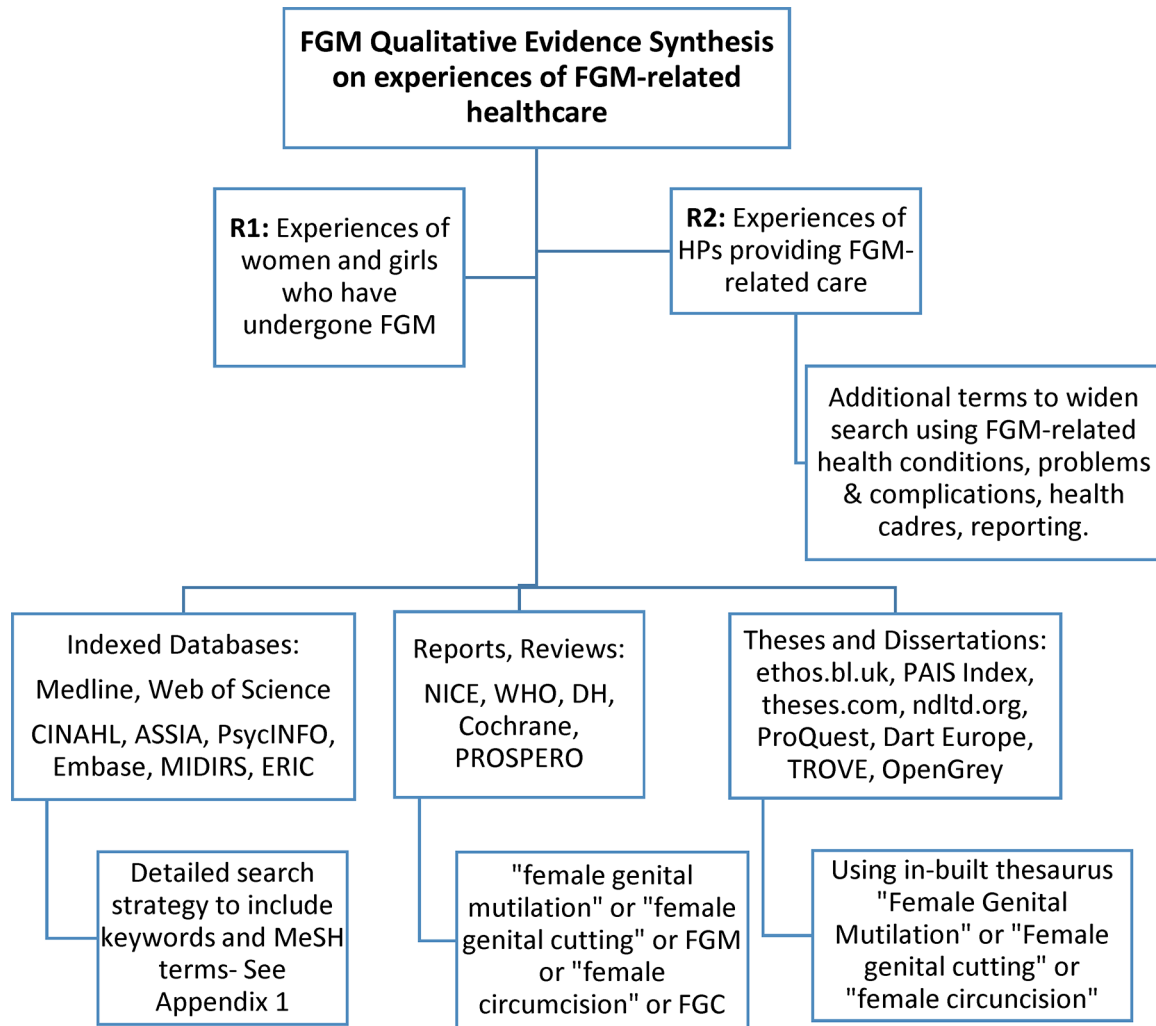 FGM Qualitative Evidence Synthesis
on experiences of FGM-related
healthcare
R1: Experiences of
women and girls
who have
undergone FGM
R2: Experiences of
HPs providing FGM-
related care
Additional terms to widen
search using FGM-related
health conditions, problems
& complications, health
cadres, reporting.
Indexed Databases:
Medline, Web of Science
CINAHL, ASSIA, PsycINFO,
Embase, MIDIRS, ERIC
Reports, Reviews:
NICE, WHO, DH,
Cochrane,
PROSPERO
Theses and Dissertations:
ethos.bl.uk, PAIS Index,
theses.com, ndltd.org,
ProQuest, Dart Europe,
TROVE, OpenGrey
Detailed search
strategy to include
keywords and MeSH
terms- See
Appendix 1
"female genital
mutilation" or "female
genital cutting" or FGM
or "female
circumcision" or FGC
Using in-built thesaurus
"Female Genital
Mutilation" or "Female
genital cutting" or
"female circuncision"